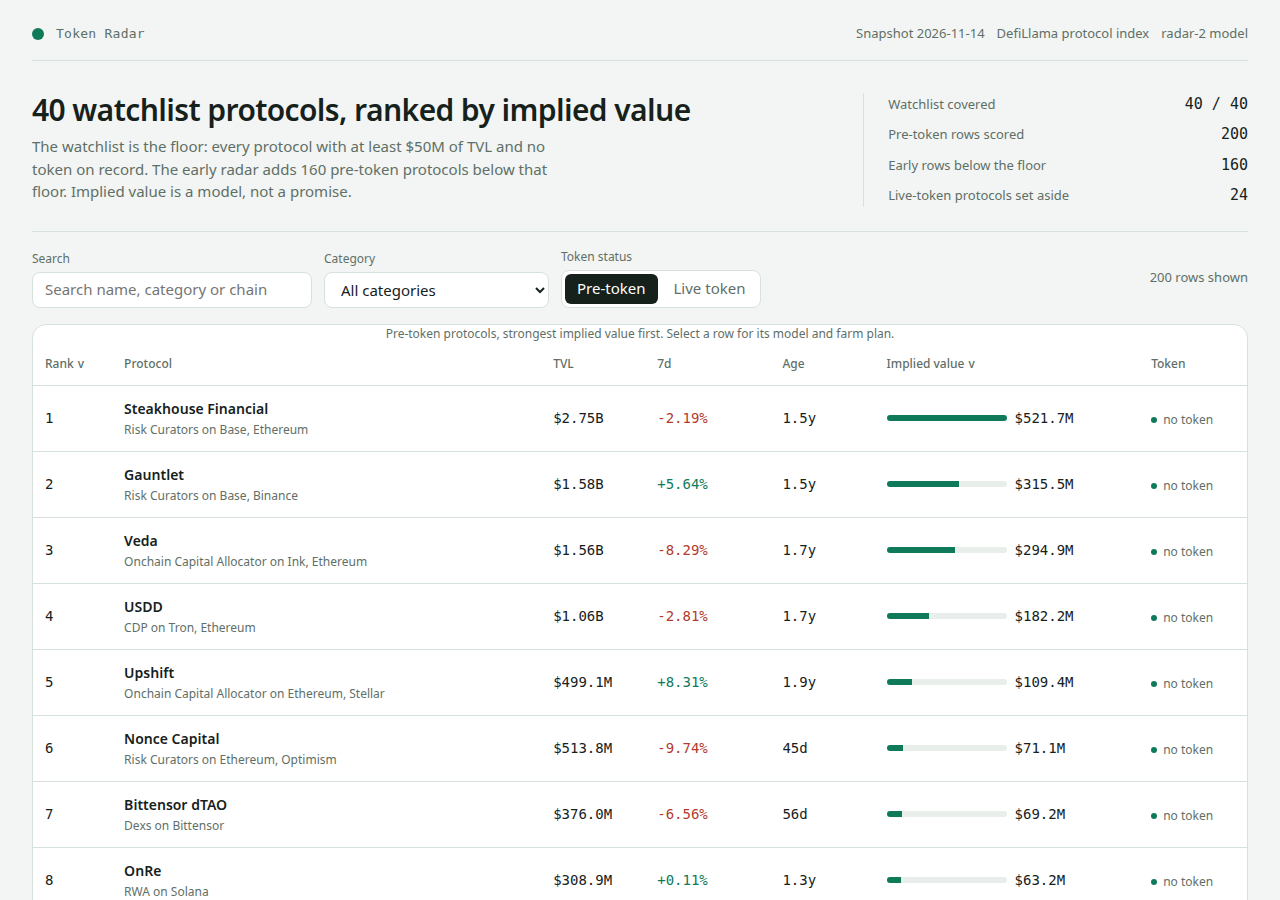 Token Radar
Snapshot 2026-11-14 DefiLlama protocol index radar-2 model
40 watchlist protocols, ranked by implied value
The watchlist is the floor: every protocol with at least $50M of TVL and no
token on record. The early radar adds 160 pre-token protocols below that
floor. Implied value is a model, not a promise.
Watchlist covered 40 / 40
Pre-token rows scored 200
Early rows below the floor 160
Live-token protocols set aside 24
Search
Category
Token status
Search name, category or chain
All categories
Pre-token Live token
200 rows shown
Pre-token protocols, strongest implied value first. Select a row for its model and farm plan.
Rank v Protocol TVL 7d Age Implied value v Token
1 Steakhouse Financial $2.75B -2.19% 1.5y $521.7M no token
Risk Curators on Base, Ethereum
2 Gauntlet $1.58B +5.64% 1.5y $315.5M no token
Risk Curators on Base, Binance
3 Veda $1.56B -8.29% 1.7y $294.9M no token
Onchain Capital Allocator on Ink, Ethereum
4 USDD $1.06B -2.81% 1.7y $182.2M no token
CDP on Tron, Ethereum
5 Upshift $499.1M +8.31% 1.9y $109.4M no token
Onchain Capital Allocator on Ethereum, Stellar
6 Nonce Capital $513.8M -9.74% 45d $71.1M no token
Risk Curators on Ethereum, Optimism
7 Bittensor dTAO $376.0M -6.56% 56d $69.2M no token
Dexs on Bittensor
8 OnRe $308.9M +0.11% 1.3y $63.2M no token
RWA on Solana